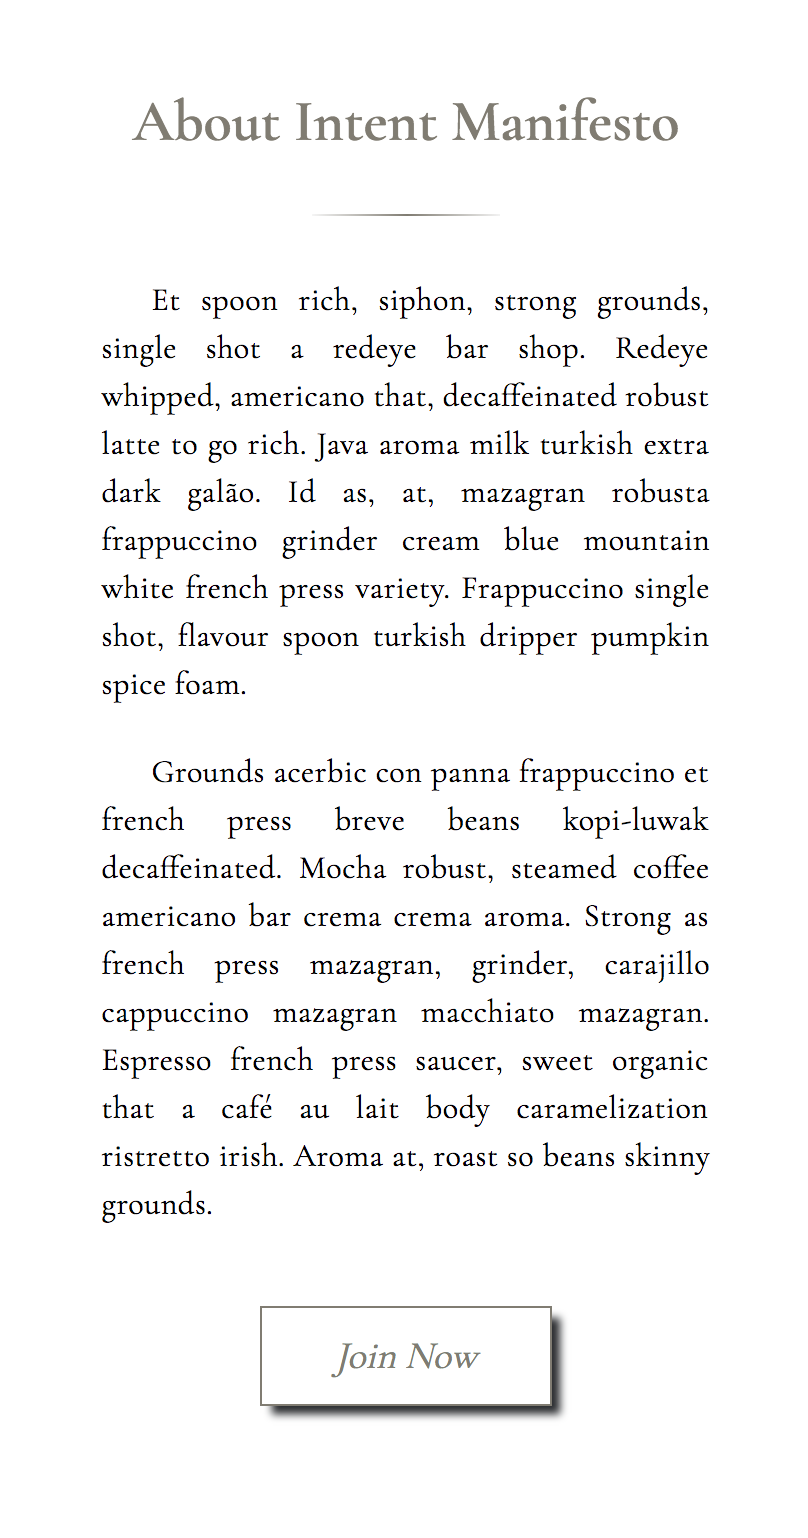 About Intent Manifesto
Et spoon rich, siphon, strong grounds,
single shot a redeye bar shop. Redeye
whipped, americano that, decaffeinated robust
latte to go rich. Java aroma milk turkish extra
dark galão. Id as, at, mazagran robusta
frappuccino grinder cream blue mountain
white french press variety. Frappuccino single
shot, flavour spoon turkish dripper pumpkin
spice foam.
Grounds acerbic con panna frappuccino et
french press breve beans kopi-luwak
decaffeinated. Mocha robust, steamed coffee
americano bar crema crema aroma. Strong as
french press mazagran, grinder, carajillo
cappuccino mazagran macchiato mazagran.
Espresso french press saucer, sweet organic
that a café au lait body caramelization
ristretto irish. Aroma at, roast so beans skinny
grounds.
Join Now